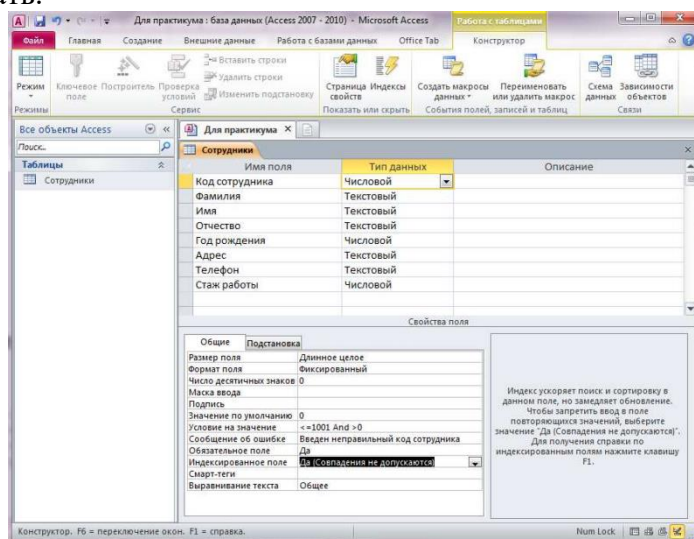 ать.
Для практикума : база данных (Access 2007 - 2010) - Microsoft Access
Работа с таблицами
Файл Главная Создание Внешние данные Работа с базами данных Office Tab Конструктор
Режим
Ключевое поле
Построитель
Проверка условий
Вставить строки
Удалить строки
Изменить подстановку
Страница свойств
Индексы
Создать макросы данных
Переименовать или удалить макрос
Схема данных
Зависимости объектов
Режимы Сервис Показать или скрыть События полей, записей и таблиц Связи
Все объекты Access
Для практикума
Поиск...
Таблицы
Сотрудники
Сотрудники
Имя поля Тип данных Описание
Код сотрудника Числовой
Фамилия Текстовый
Имя Текстовый
Отчество Текстовый
Год рождения Числовой
Адрес Текстовый
Телефон Текстовый
Стаж работы Числовой
Свойства поля
Общие Подстановка
Размер поля Длинное целое
Формат поля Фиксированный
Число десятичных знаков 0
Маска ввода
Подпись
Значение по умолчанию 0
Условие на значение <=1001 And >0
Сообщение об ошибке Введен неправильный код сотрудника
Обязательное поле Да
Индексированное поле Да (Совпадения не допускаются)
Смарт-теги
Выравнивание текста Общее
Индекс ускоряет поиск и сортировку в
данном поле, но замедляет обновление.
Чтобы запретить ввод в поле
повторяющихся значений, выберите
значение "Да (Совпадения не допускаются)".
Для получения справки по
индексированным полям нажмите клавишу
F1.
Конструктор. F6 = переключение окон. F1 = справка. Num Lock